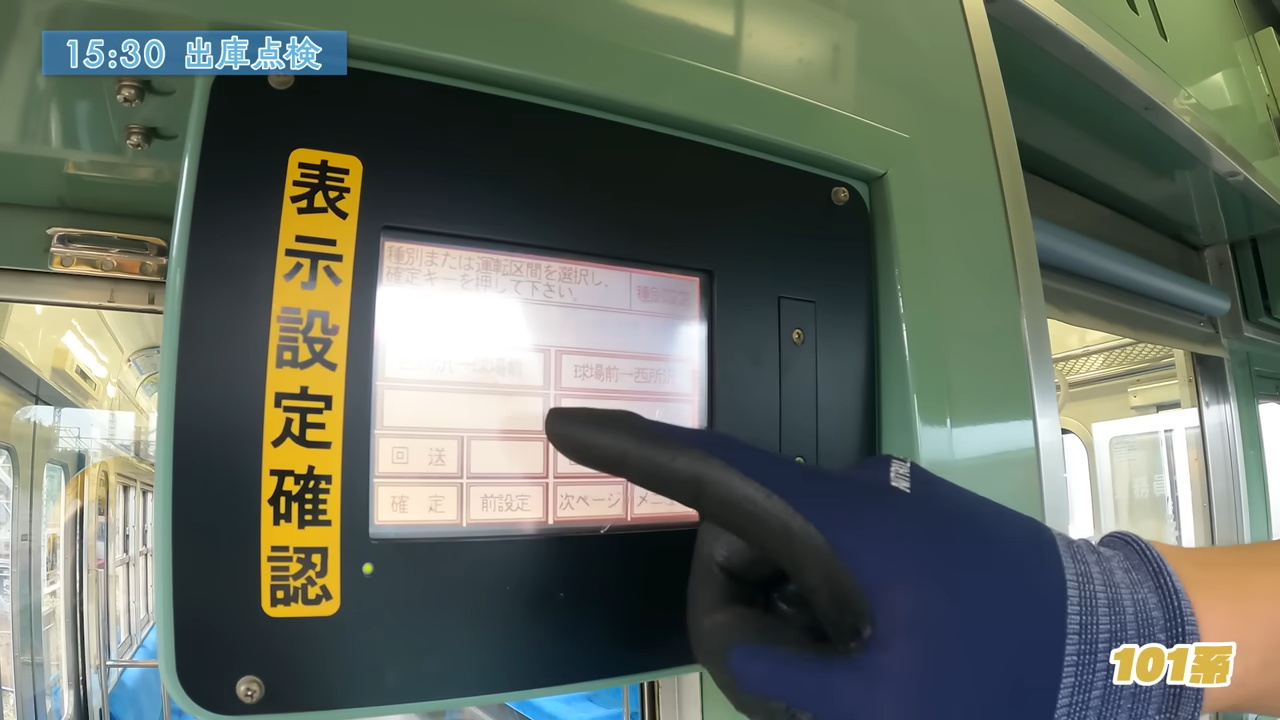 15:30 出庫点検
表示設定確認
種別または運転区間を選択し、
確定キーを押して下さい。
球場前→西所沢
回 送
確 定
前設定
次ページ
NITRIL
101系